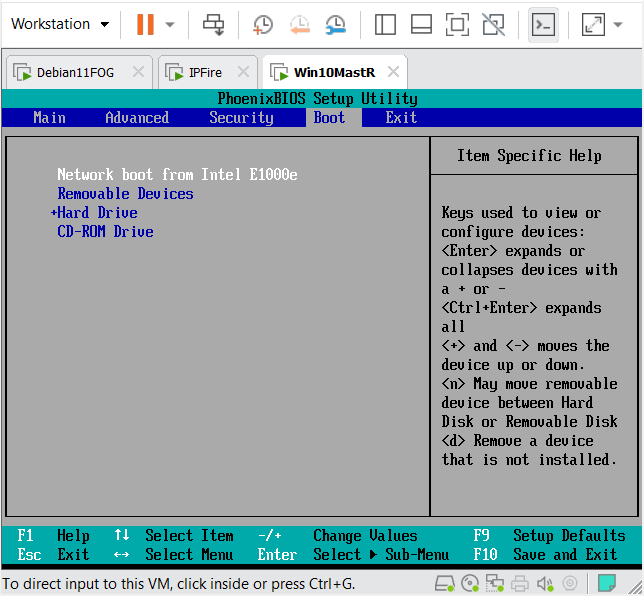 Workstation
Debian11FOG
IPFire
Win10MastR
PhoenixBIOS Setup Utility
Main Advanced Security Boot Exit
Network boot from Intel E1000e
Removable Devices
+Hard Drive
CD-ROM Drive
Item Specific Help
Keys used to view or
configure devices:
<Enter> expands or
collapses devices with
a + or -
<Ctrl+Enter> expands
all
<+> and <-> moves the
device up or down.
<n> May move removable
device between Hard
Disk or Removable Disk
<d> Remove a device
that is not installed.
F1 Help ↑↓ Select Item -/+ Change Values F9 Setup Defaults
Esc Exit ↔ Select Menu Enter Select ▶ Sub-Menu F10 Save and Exit
To direct input to this VM, click inside or press Ctrl+G.